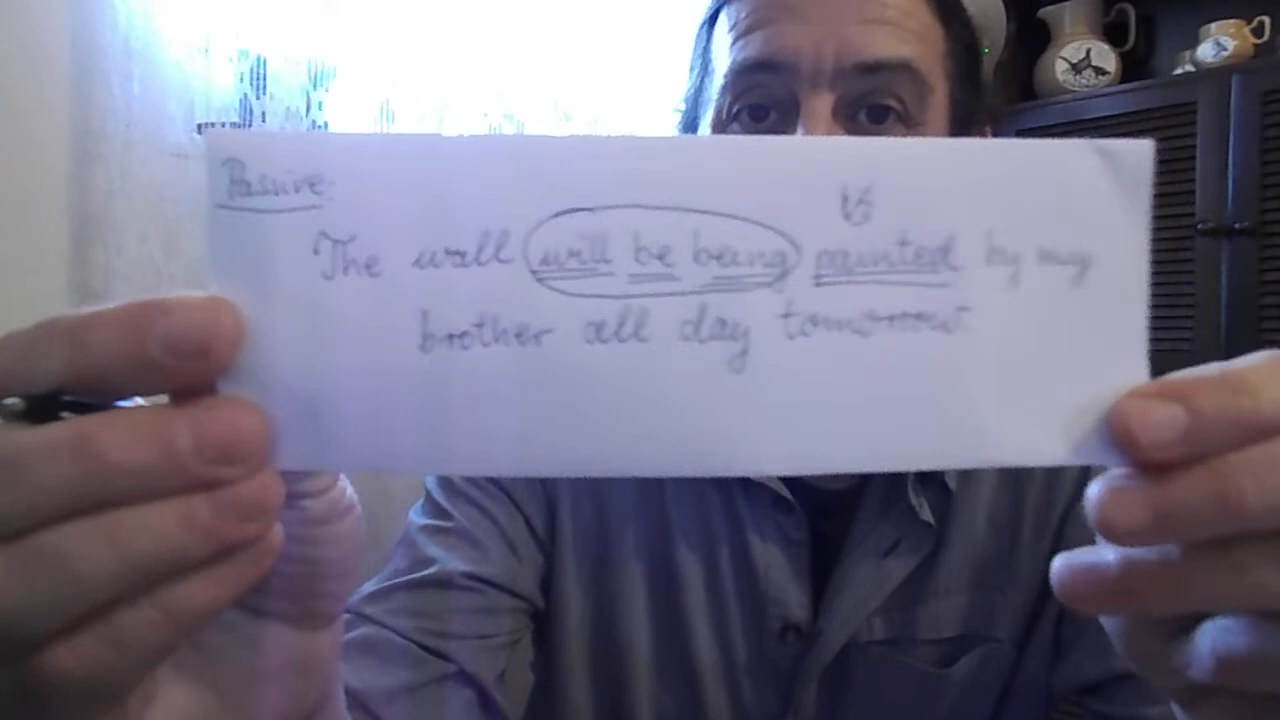 Passive
V3
The wall will be being painted by my
brother all day tomorrow.